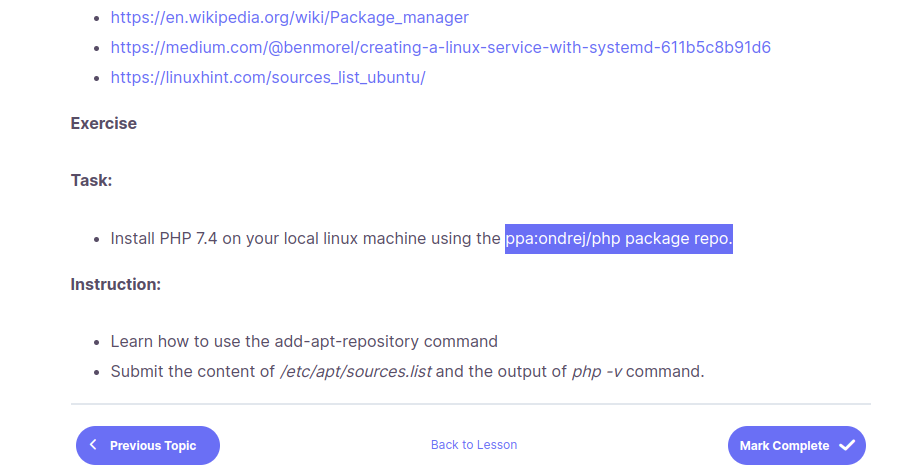 https://en.wikipedia.org/wiki/Package_manager
https://medium.com/@benmorel/creating-a-linux-service-with-systemd-611b5c8b91d6
https://linuxhint.com/sources_list_ubuntu/
Exercise
Task:
Install PHP 7.4 on your local linux machine using the ppa:ondrej/php package repo.
Instruction:
Learn how to use the add-apt-repository command
Submit the content of /etc/apt/sources.list and the output of php -v command.
Previous Topic
Back to Lesson
Mark Complete